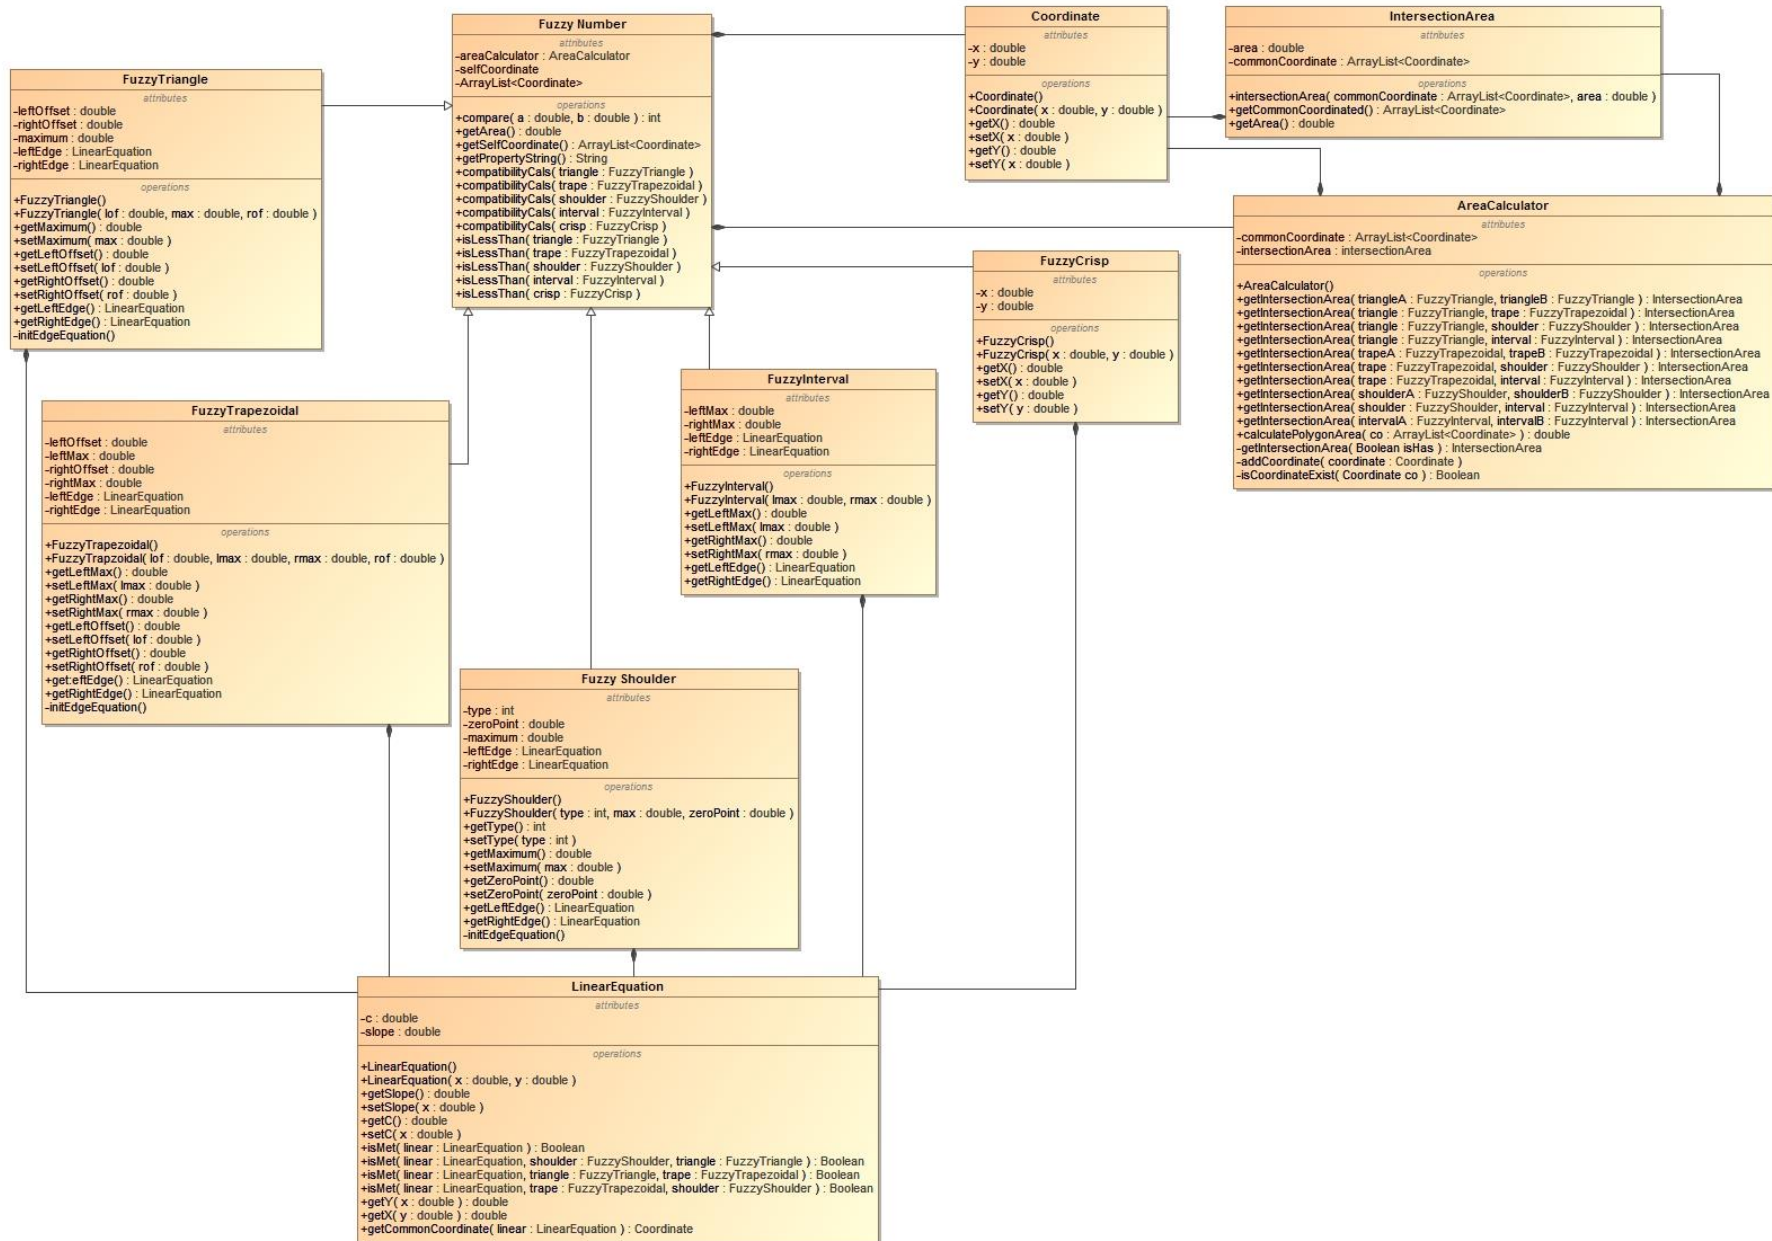 Fuzzy Number
attributes
-areaCalculator : AreaCalculator
-selfCoordinate
-ArrayList<Coordinate>
operations
+compare( a : double, b : double ) : int
+getArea() : double
+getSelfCoordinate() : ArrayList<Coordinate>
+getPropertyString() : String
+compatibilityCals( triangle : FuzzyTriangle )
+compatibilityCals( trape : FuzzyTrapezoidal )
+compatibilityCals( shoulder : FuzzyShoulder )
+compatibilityCals( interval : FuzzyInterval )
+compatibilityCals( crisp : FuzzyCrisp )
+isLessThan( triangle : FuzzyTriangle )
+isLessThan( trape : FuzzyTrapezoidal )
+isLessThan( shoulder : FuzzyShoulder )
+isLessThan( interval : FuzzyInterval )
+isLessThan( crisp : FuzzyCrisp )
Coordinate
attributes
-x : double
-y : double
operations
+Coordinate()
+Coordinate( x : double, y : double )
+getX() : double
+setX( x : double )
+getY() : double
+setY( x : double )
IntersectionArea
attributes
-area : double
-commonCoordinate : ArrayList<Coordinate>
operations
+intersectionArea( commonCoordinate : ArrayList<Coordinate>, area : double )
+getCommonCoordinated() : ArrayList<Coordinate>
+getArea() : double
FuzzyTriangle
attributes
-leftOffset : double
-rightOffset : double
-maximum : double
-leftEdge : LinearEquation
-rightEdge : LinearEquation
operations
+FuzzyTriangle()
+FuzzyTriangle( lof : double, max : double, rof : double )
+getMaximum() : double
+setMaximum( max : double )
+getLeftOffset() : double
+setLeftOffset( lof : double )
+getRightOffset() : double
+setRightOffset( rof : double )
+getLeftEdge() : LinearEquation
+getRightEdge() : LinearEquation
-initEdgeEquation()
AreaCalculator
attributes
-commonCoordinate : ArrayList<Coordinate>
-intersectionArea : intersectionArea
operations
+AreaCalculator()
+getIntersectionArea( triangleA : FuzzyTriangle, triangleB : FuzzyTriangle ) : IntersectionArea
+getIntersectionArea( triangle : FuzzyTriangle, trape : FuzzyTrapezoidal ) : IntersectionArea
+getIntersectionArea( triangle : FuzzyTriangle, shoulder : FuzzyShoulder ) : IntersectionArea
+getIntersectionArea( triangle : FuzzyTriangle, interval : FuzzyInterval ) : IntersectionArea
+getIntersectionArea( trapeA : FuzzyTrapezoidal, trapeB : FuzzyTrapezoidal ) : IntersectionArea
+getIntersectionArea( trape : FuzzyTrapezoidal, shoulder : FuzzyShoulder ) : IntersectionArea
+getIntersectionArea( trape : FuzzyTrapezoidal, interval : FuzzyInterval ) : IntersectionArea
+getIntersectionArea( shoulderA : FuzzyShoulder, shoulderB : FuzzyShoulder ) : IntersectionArea
+getIntersectionArea( shoulder : FuzzyShoulder, interval : FuzzyInterval ) : IntersectionArea
+getIntersectionArea( intervalA : FuzzyInterval, intervalB : FuzzyInterval ) : IntersectionArea
+calculatePolygonArea( co : ArrayList<Coordinate> ) : double
-getIntersectionArea( Boolean isHas ) : IntersectionArea
-addCoordinate( coordinate : Coordinate )
-isCoordinateExist( Coordinate co ) : Boolean
FuzzyCrisp
attributes
-x : double
-y : double
operations
+FuzzyCrisp()
+FuzzyCrisp( x : double, y : double )
+getX() : double
+setX( x : double )
+getY() : double
+setY( y : double )
FuzzyInterval
attributes
-leftMax : double
-rightMax : double
-leftEdge : LinearEquation
-rightEdge : LinearEquation
operations
+FuzzyInterval()
+FuzzyInterval( lmax : double, rmax : double )
+getLeftMax() : double
+setLeftMax( lmax : double )
+getRightMax() : double
+setRightMax( rmax : double )
+getLeftEdge() : LinearEquation
+getRightEdge() : LinearEquation
FuzzyTrapezoidal
attributes
-leftOffset : double
-leftMax : double
-rightOffset : double
-rightMax : double
-leftEdge : LinearEquation
-rightEdge : LinearEquation
operations
+FuzzyTrapezoidal()
+FuzzyTrapzoidal( lof : double, lmax : double, rmax : double, rof : double )
+getLeftMax() : double
+setLeftMax( lmax : double )
+getRightMax() : double
+setRightMax( rmax : double )
+getLeftOffset() : double
+setLeftOffset( lof : double )
+getRightOffset() : double
+setRightOffset( rof : double )
+get:eftEdge() : LinearEquation
+getRightEdge() : LinearEquation
-initEdgeEquation()
Fuzzy Shoulder
attributes
-type : int
-zeroPoint : double
-maximum : double
-leftEdge : LinearEquation
-rightEdge : LinearEquation
operations
+FuzzyShoulder()
+FuzzyShoulder( type : int, max : double, zeroPoint : double )
+getType() : int
+setType( type : int )
+getMaximum() : double
+setMaximum( max : double )
+getZeroPoint() : double
+setZeroPoint( zeroPoint : double )
+getLeftEdge() : LinearEquation
+getRightEdge() : LinearEquation
-initEdgeEquation()
LinearEquation
attributes
-c : double
-slope : double
operations
+LinearEquation()
+LinearEquation( x : double, y : double )
+getSlope() : double
+setSlope( x : double )
+getC() : double
+setC( x : double )
+isMet( linear : LinearEquation ) : Boolean
+isMet( linear : LinearEquation, shoulder : FuzzyShoulder, triangle : FuzzyTriangle ) : Boolean
+isMet( linear : LinearEquation, triangle : FuzzyTriangle, trape : FuzzyTrapezoidal ) : Boolean
+isMet( linear : LinearEquation, trape : FuzzyTrapezoidal, shoulder : FuzzyShoulder ) : Boolean
+getY( x : double ) : double
+getX( y : double ) : double
+getCommonCoordinate( linear : LinearEquation ) : Coordinate